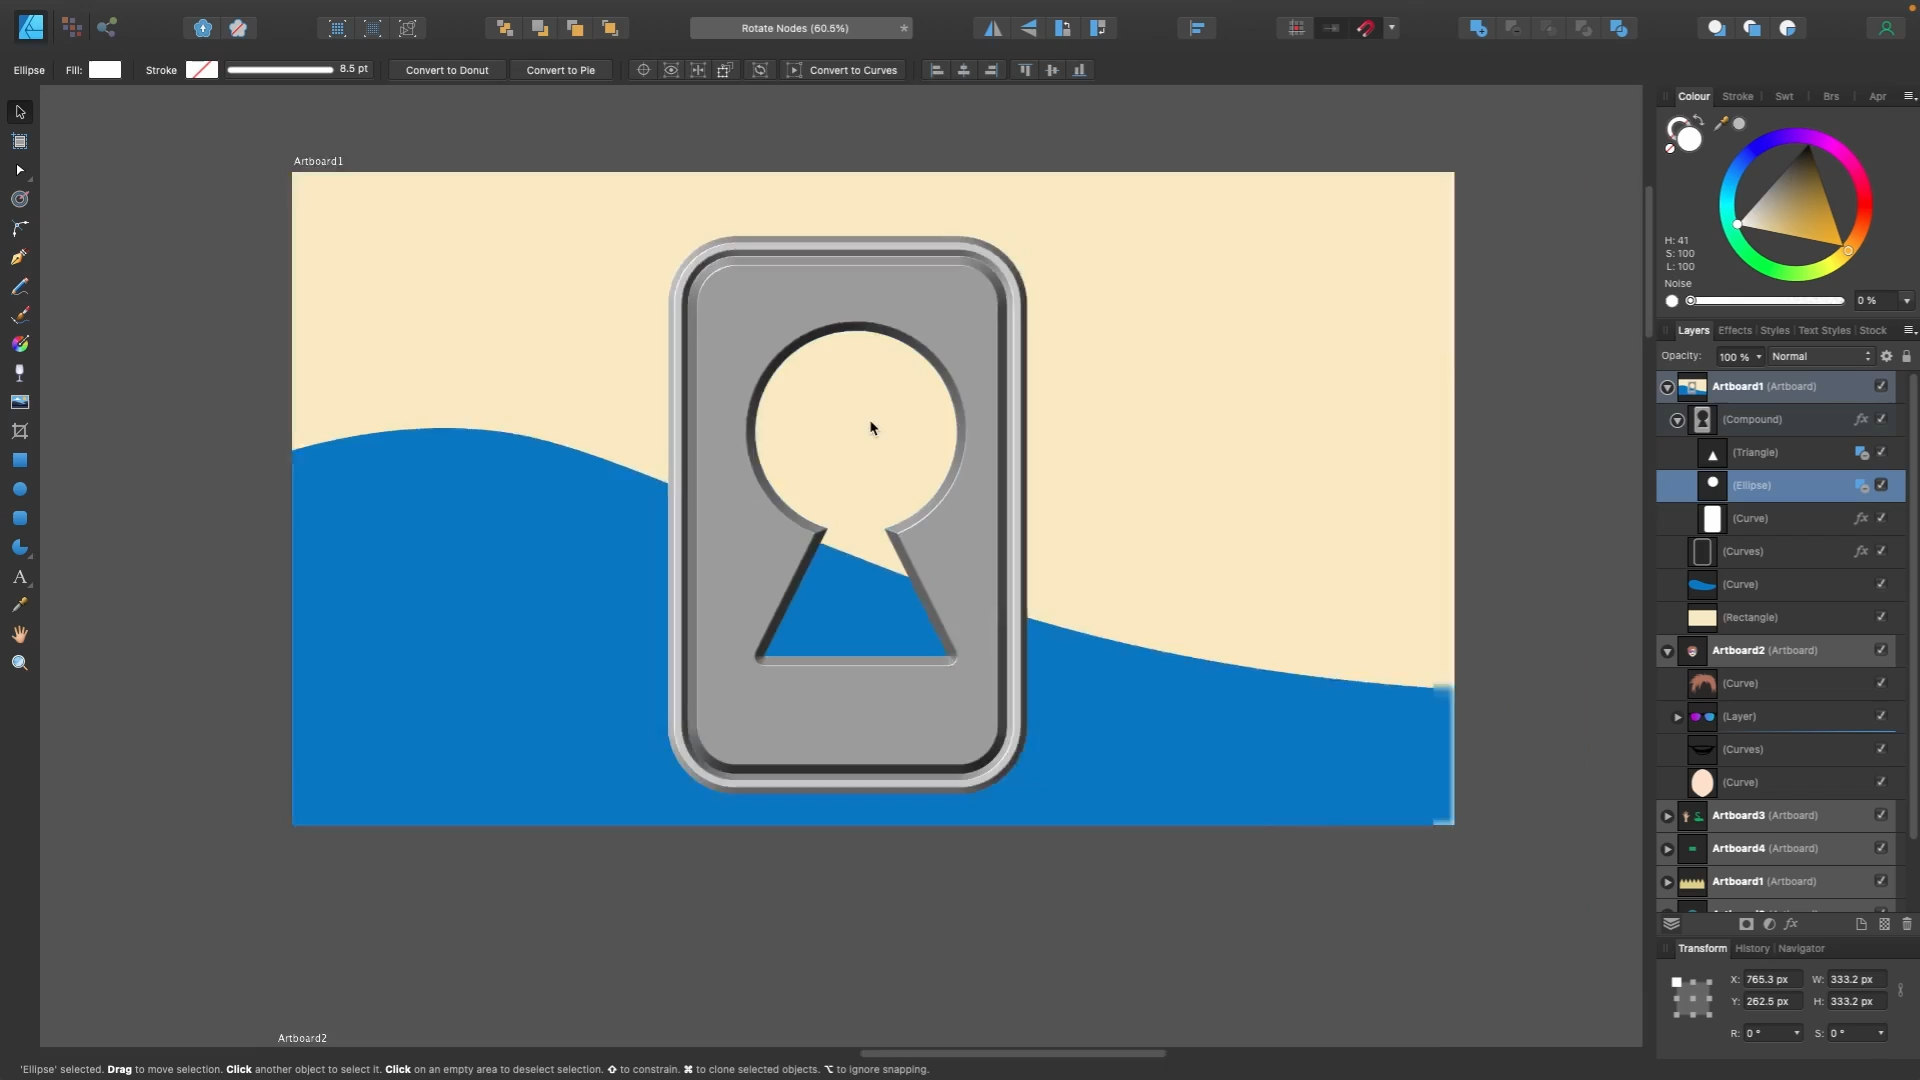 Rotate Nodes (60.5%)
*
Ellipse
Fill:
Stroke
8.5 pt
Convert to Donut
Convert to Pie
Convert to Curves
Colour
Stroke
Swt
Brs
Apr
H: 41
S: 100
L: 100
Noise
0 %
Layers
Effects
Styles
Text Styles
Stock
Opacity:
100 %
Normal
Artboard1 (Artboard)
(Compound)
fx
(Triangle)
(Ellipse)
(Curve)
fx
(Curves)
fx
(Curve)
(Rectangle)
Artboard2 (Artboard)
(Curve)
(Layer)
(Curves)
(Curve)
Artboard3 (Artboard)
Artboard4 (Artboard)
Artboard1 (Artboard)
fx
Transform
History
Navigator
X: 765.3 px
W: 333.2 px
Y: 262.5 px
H: 333.2 px
R: 0 °
S: 0 °
A
Artboard1
Artboard2
'Ellipse' selected. Drag to move selection. Click another object to select it. Click on an empty area to deselect selection. ⇧ to constrain. ⌘ to clone selected objects. ⌥ to ignore snapping.